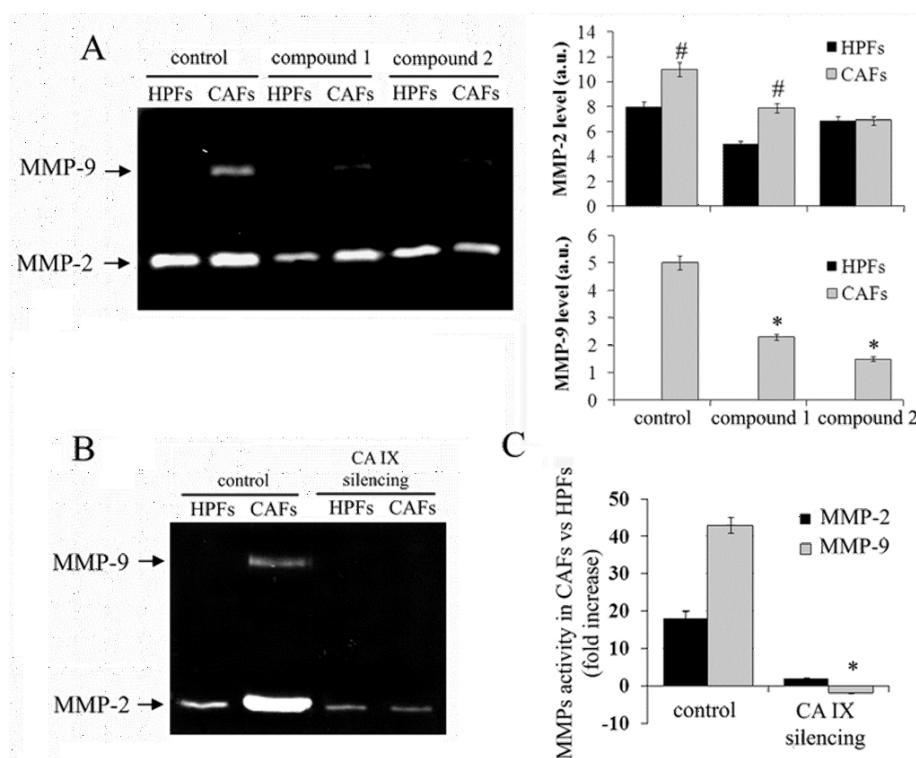 A
control compound 1 compound 2
HPFs CAFs HPFs CAFs HPFs CAFs
MMP-9
MMP-2
MMP-2 level (a.u.)
14
12
10
8
6
4
2
0
# #
HPFs
CAFs
MMP-9 level (a.u.)
6
5
4
3
2
1
0
* *
HPFs
CAFs
control compound 1 compound 2
B
control
CA IX
silencing
HPFs CAFs HPFs CAFs
MMP-9
MMP-2
C
MMPs activity in CAFs vs HPFs
(fold increase)
50
40
30
20
10
0
-10
MMP-2
MMP-9
*
control
CA IX
silencing